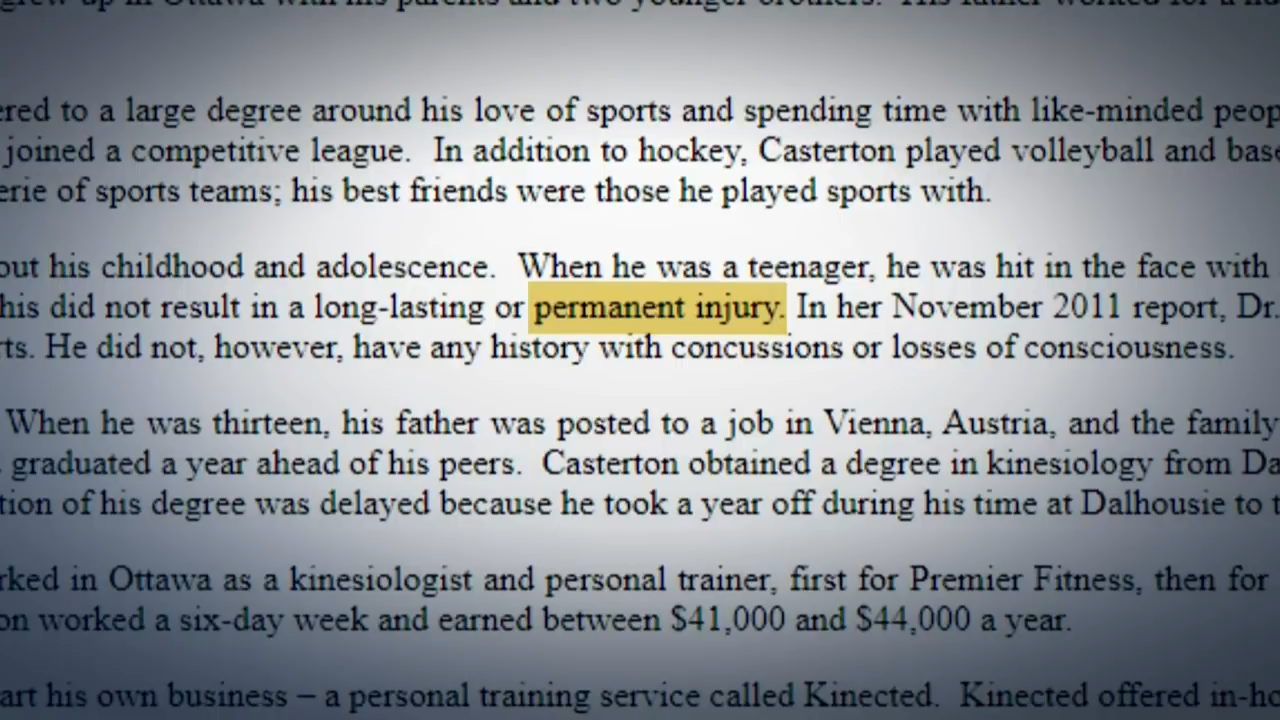 grew up in Ottawa with his parents and two younger brothers. His father worked for a
ered to a large degree around his love of sports and spending time with like-minded peop
joined a competitive league. In addition to hockey, Casterton played volleyball and base
erie of sports teams; his best friends were those he played sports with.
out his childhood and adolescence. When he was a teenager, he was hit in the face with
his did not result in a long-lasting or permanent injury. In her November 2011 report, Dr.
rts. He did not, however, have any history with concussions or losses of consciousness.
When he was thirteen, his father was posted to a job in Vienna, Austria, and the family
graduated a year ahead of his peers. Casterton obtained a degree in kinesiology from Da
tion of his degree was delayed because he took a year off during his time at Dalhousie to t
rked in Ottawa as a kinesiologist and personal trainer, first for Premier Fitness, then for
on worked a six-day week and earned between $41,000 and $44,000 a year.
art his own business – a personal training service called Kinected. Kinected offered in-ho